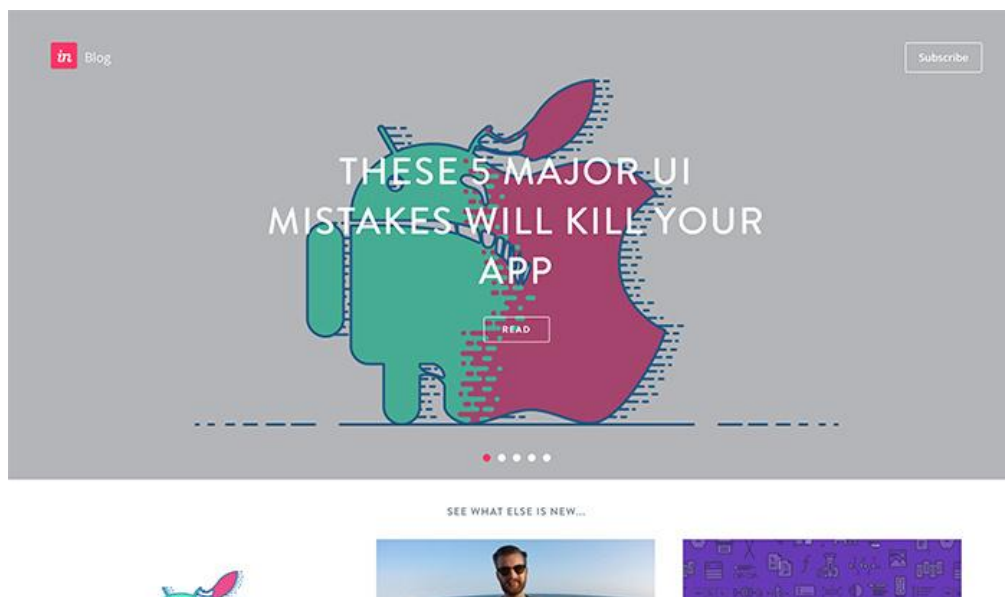 in Blog
Subscribe
THESE 5 MAJOR UI
MISTAKES WILL KILL YOUR
APP
READ
SEE WHAT ELSE IS NEW...